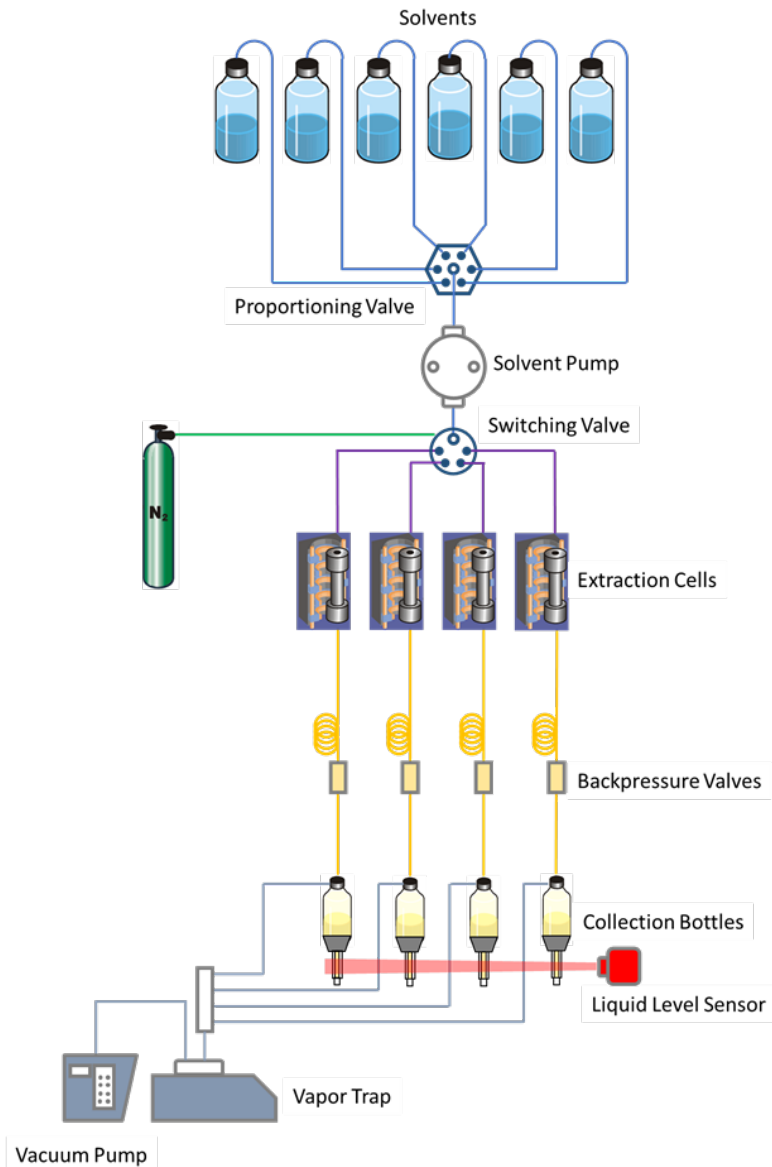 Solvents
Proportioning Valve
Solvent Pump
Switching Valve
N2
Extraction Cells
Backpressure Valves
Collection Bottles
Liquid Level Sensor
Vapor Trap
Vacuum Pump